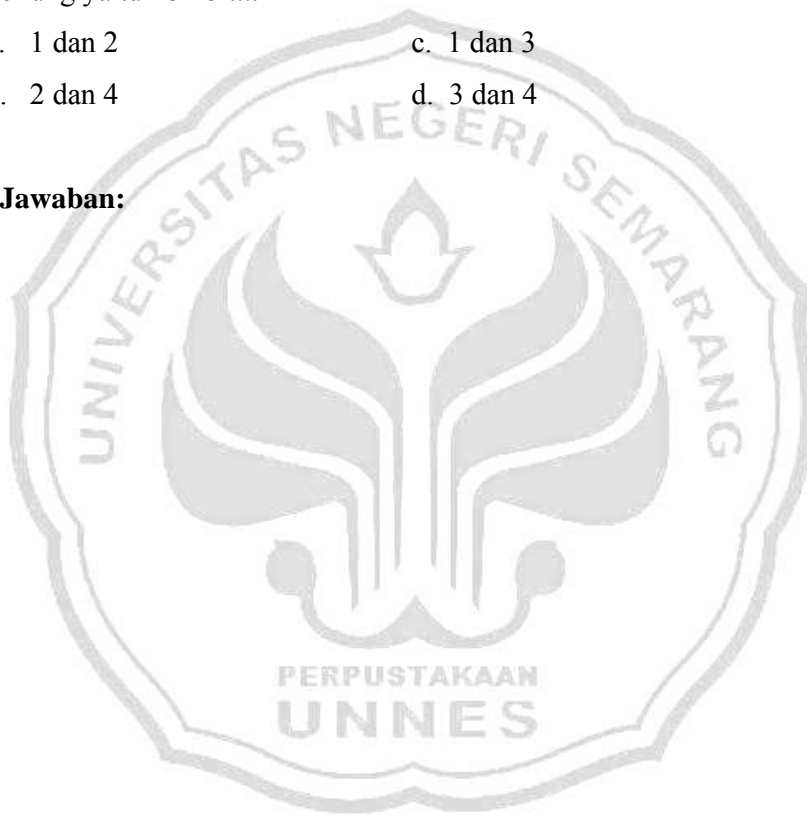 . 1 dan 2 c. 1 dan 3
. 2 dan 4 d. 3 dan 4
Jawaban:
UNIVERSITAS NEGERI SEMARANG
PERPUSTAKAAN
UNNES